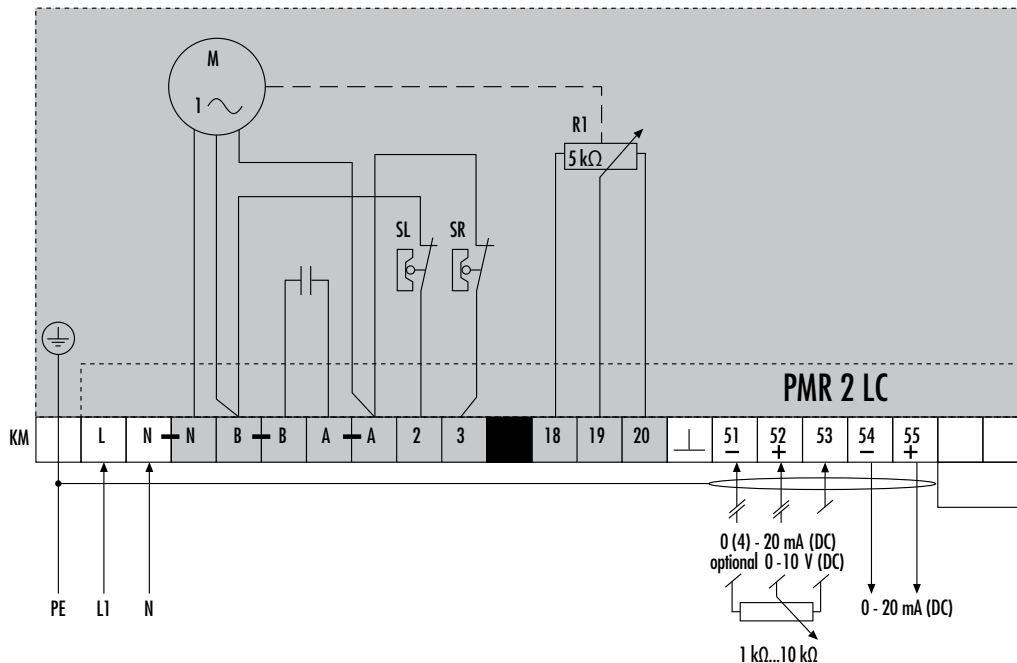 M
1
R1
5 kΩ
SL SR
PMR 2 LC
KM L N N B B A A 2 3 18 19 20 51 52 53 54 55
− + − +
0 (4) - 20 mA (DC)
optional 0 -10 V (DC)
PE L1 N 0 - 20 mA (DC)
1 kΩ...10 kΩ